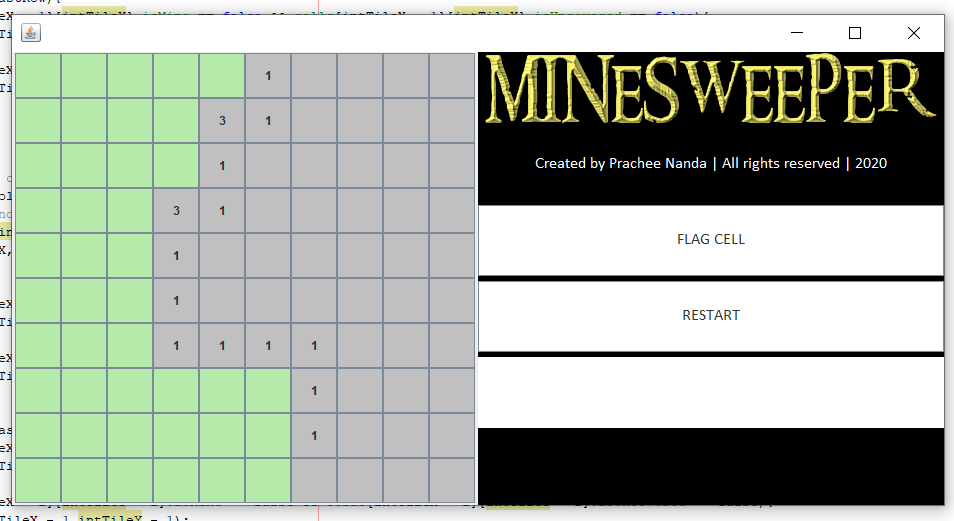 1
MINESWEEPER
3 1
1
Created by Prachee Nanda | All rights reserved | 2020
3 1
FLAG CELL
1
1
RESTART
1 1 1 1
1
1